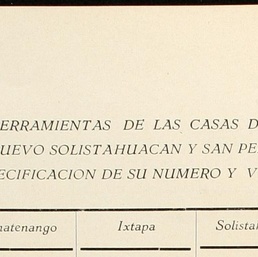 ERRAMIENTAS DE LAS CASAS D
UEVO SOLISTAHUACAN Y SAN PE
ECIFICACION DE SU NUMERO Y V
natenango Ixtapa Solista